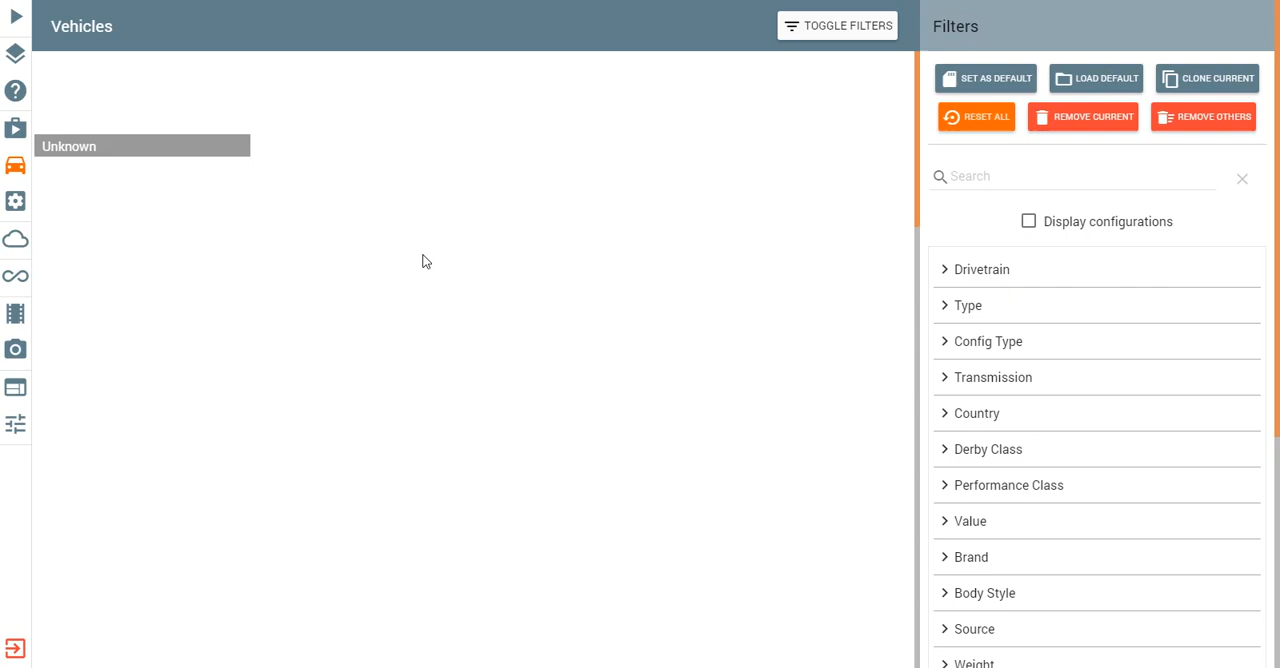 Vehicles
TOGGLE FILTERS
Unknown
Filters
SET AS DEFAULT
LOAD DEFAULT
CLONE CURRENT
RESET ALL
REMOVE CURRENT
REMOVE OTHERS
Search
Display configurations
Drivetrain
Type
Config Type
Transmission
Country
Derby Class
Performance Class
Value
Brand
Body Style
Source
Weight